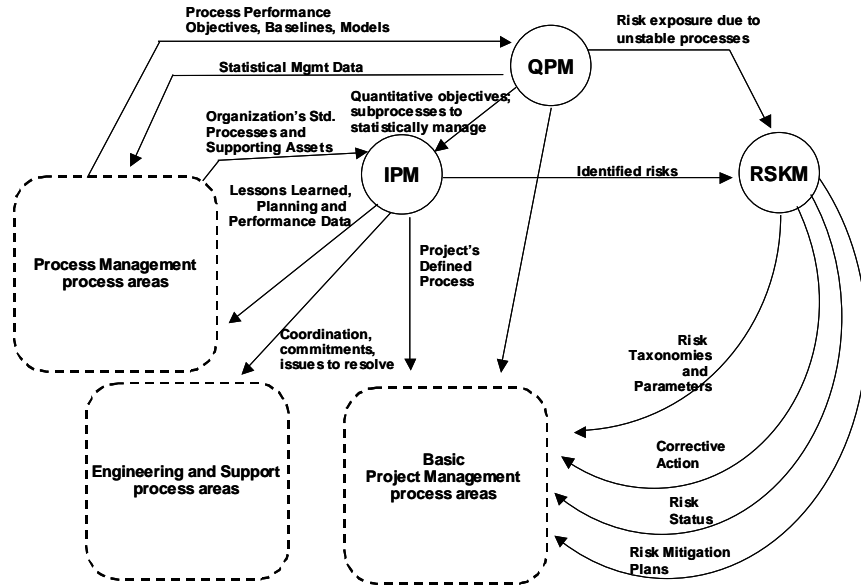 Process Performance
Objectives, Baselines, Models
Risk exposure due to
unstable processes
QPM
Statistical Mgmt Data
Quantitative objectives;
subprocesses to
statistically manage
Organization's Std.
Processes and
Supporting Assets
IPM
Identified risks
RSKM
Lessons Learned,
Planning and
Performance Data
Process Management
process areas
Project's
Defined
Process
Coordination,
commitments,
issues to resolve
Risk
Taxonomies
and
Parameters
Engineering and Support
process areas
Basic
Project Management
process areas
Corrective
Action
Risk
Status
Risk Mitigation
Plans